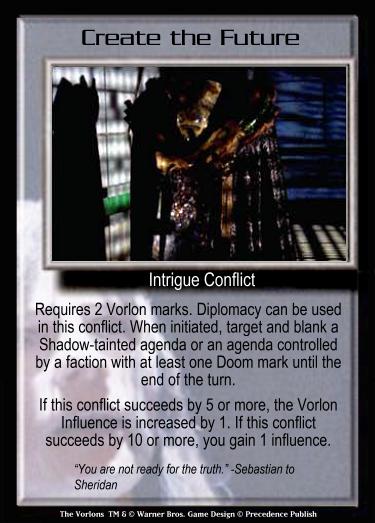 Create the Future
Intrigue Conflict
Requires 2 Vorlon marks. Diplomacy can be used
in this conflict. When initiated, target and blank a
Shadow-tainted agenda or an agenda controlled
by a faction with at least one Doom mark until the
end of the turn.
If this conflict succeeds by 5 or more, the Vorlon
Influence is increased by 1. If this conflict
succeeds by 10 or more, you gain 1 influence.
"You are not ready for the truth." -Sebastian to
Sheridan
The Vorlons TM & © Warner Bros. Game Design © Precedence Publish